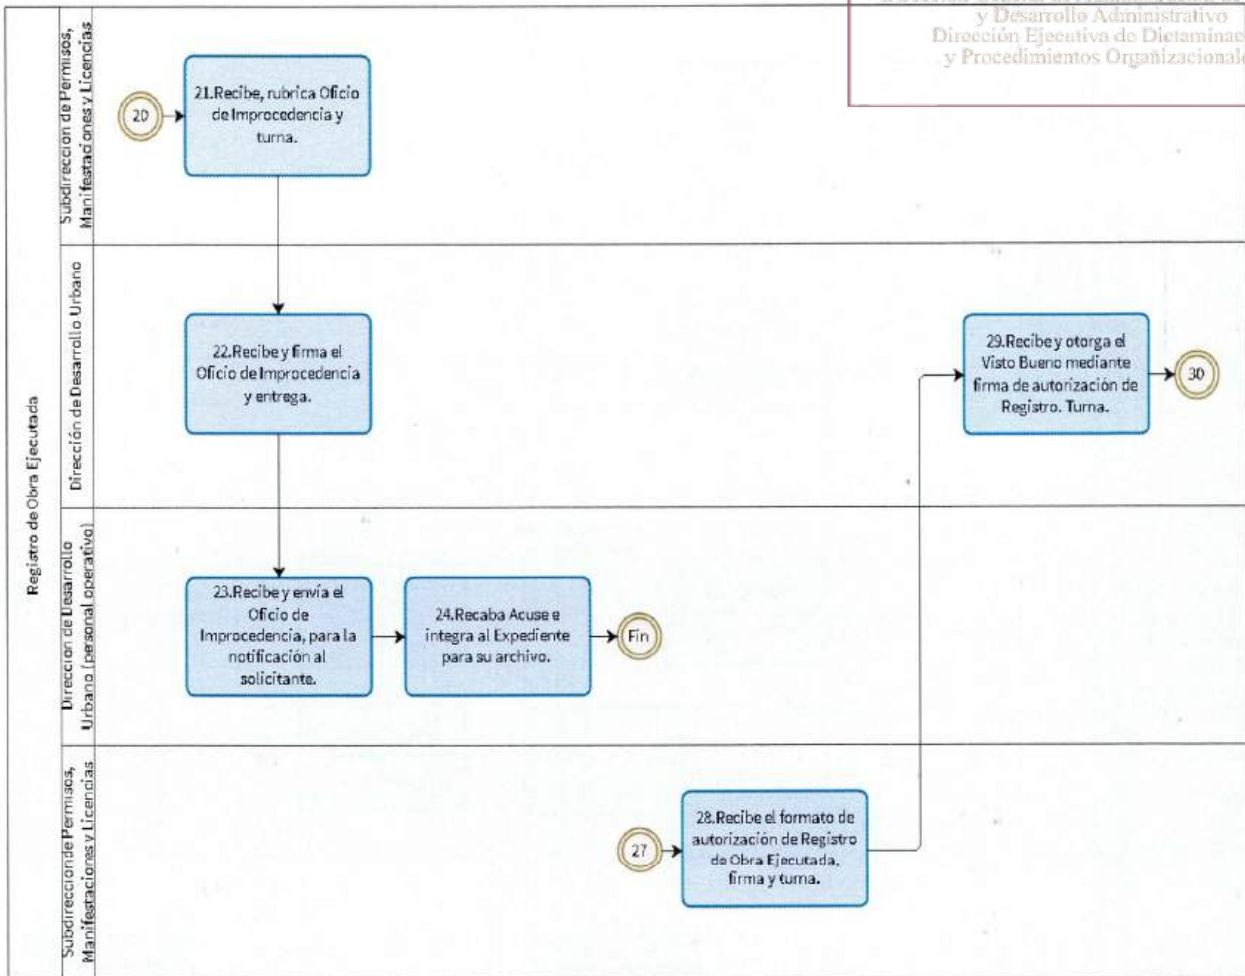 y Desarrollo Administrativo
Dirección Ejecutiva de Dictaminac
y Procedimientos Organizacional
Registro de Obra Ejecutada
Subdirección de Permisos,
Manifestaciones y Licencias
20
21.Recibe, rubrica Oficio
de Improcedencia y
turna.
Dirección de Desarrollo Urbano
22.Recibe y firma el
Oficio de Improcedencia
y entrega.
29.Recibe y otorga el
Visto Bueno mediante
firma de autorización de
Registro. Turna.
30
Dirección de Desarrollo
Urbano (personal operativo)
23.Recibe y envía el
Oficio de
Improcedencia, para la
notificación al
solicitante.
24.Recaba Acuse e
integra al Expediente
para su archivo.
Fin
Subdirección de Permisos,
Manifestaciones y Licencias
27
28.Recibe el formato de
autorización de Registro
de Obra Ejecutada,
firma y turna.